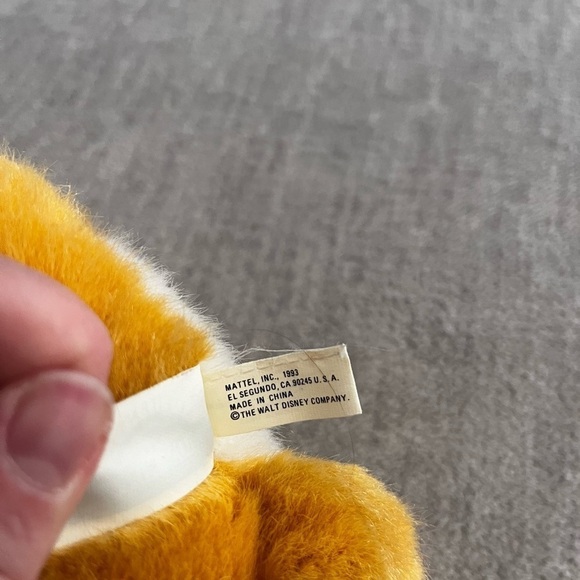 MATTEL, INC., 1993
EL SEGUNDO, CA 90245 U.S.A.
MADE IN CHINA
©THE WALT DISNEY COMPANY.